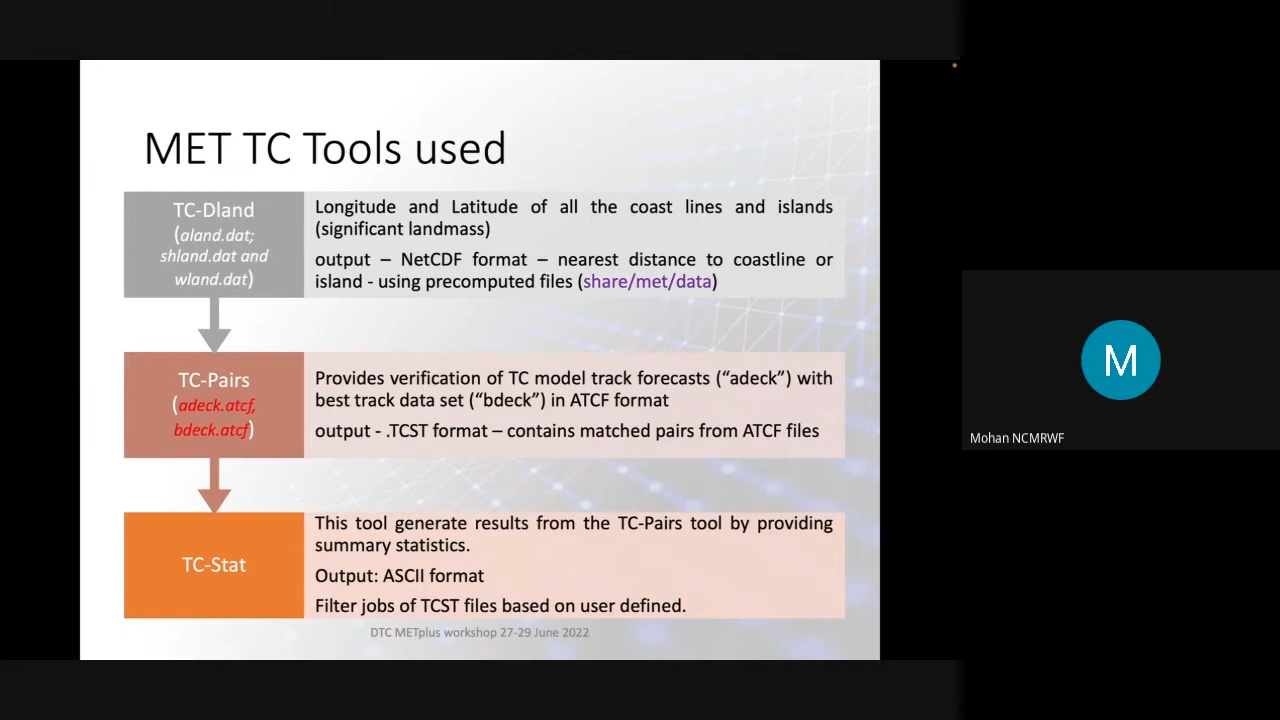 MET TC Tools used
TC-Dland
(aland.dat;
shland.dat and
wland.dat)
Longitude and Latitude of all the coast lines and islands
(significant landmass)
output – NetCDF format – nearest distance to coastline or
island - using precomputed files (share/met/data)
TC-Pairs
(adeck.atcf,
bdeck.atcf)
Provides verification of TC model track forecasts (“adeck”) with
best track data set (“bdeck”) in ATCF format
output - .TCST format – contains matched pairs from ATCF files
TC-Stat
This tool generate results from the TC-Pairs tool by providing
summary statistics.
Output: ASCII format
Filter jobs of TCST files based on user defined.
DTC METplus workshop 27-29 June 2022
M
Mohan NCMRWF